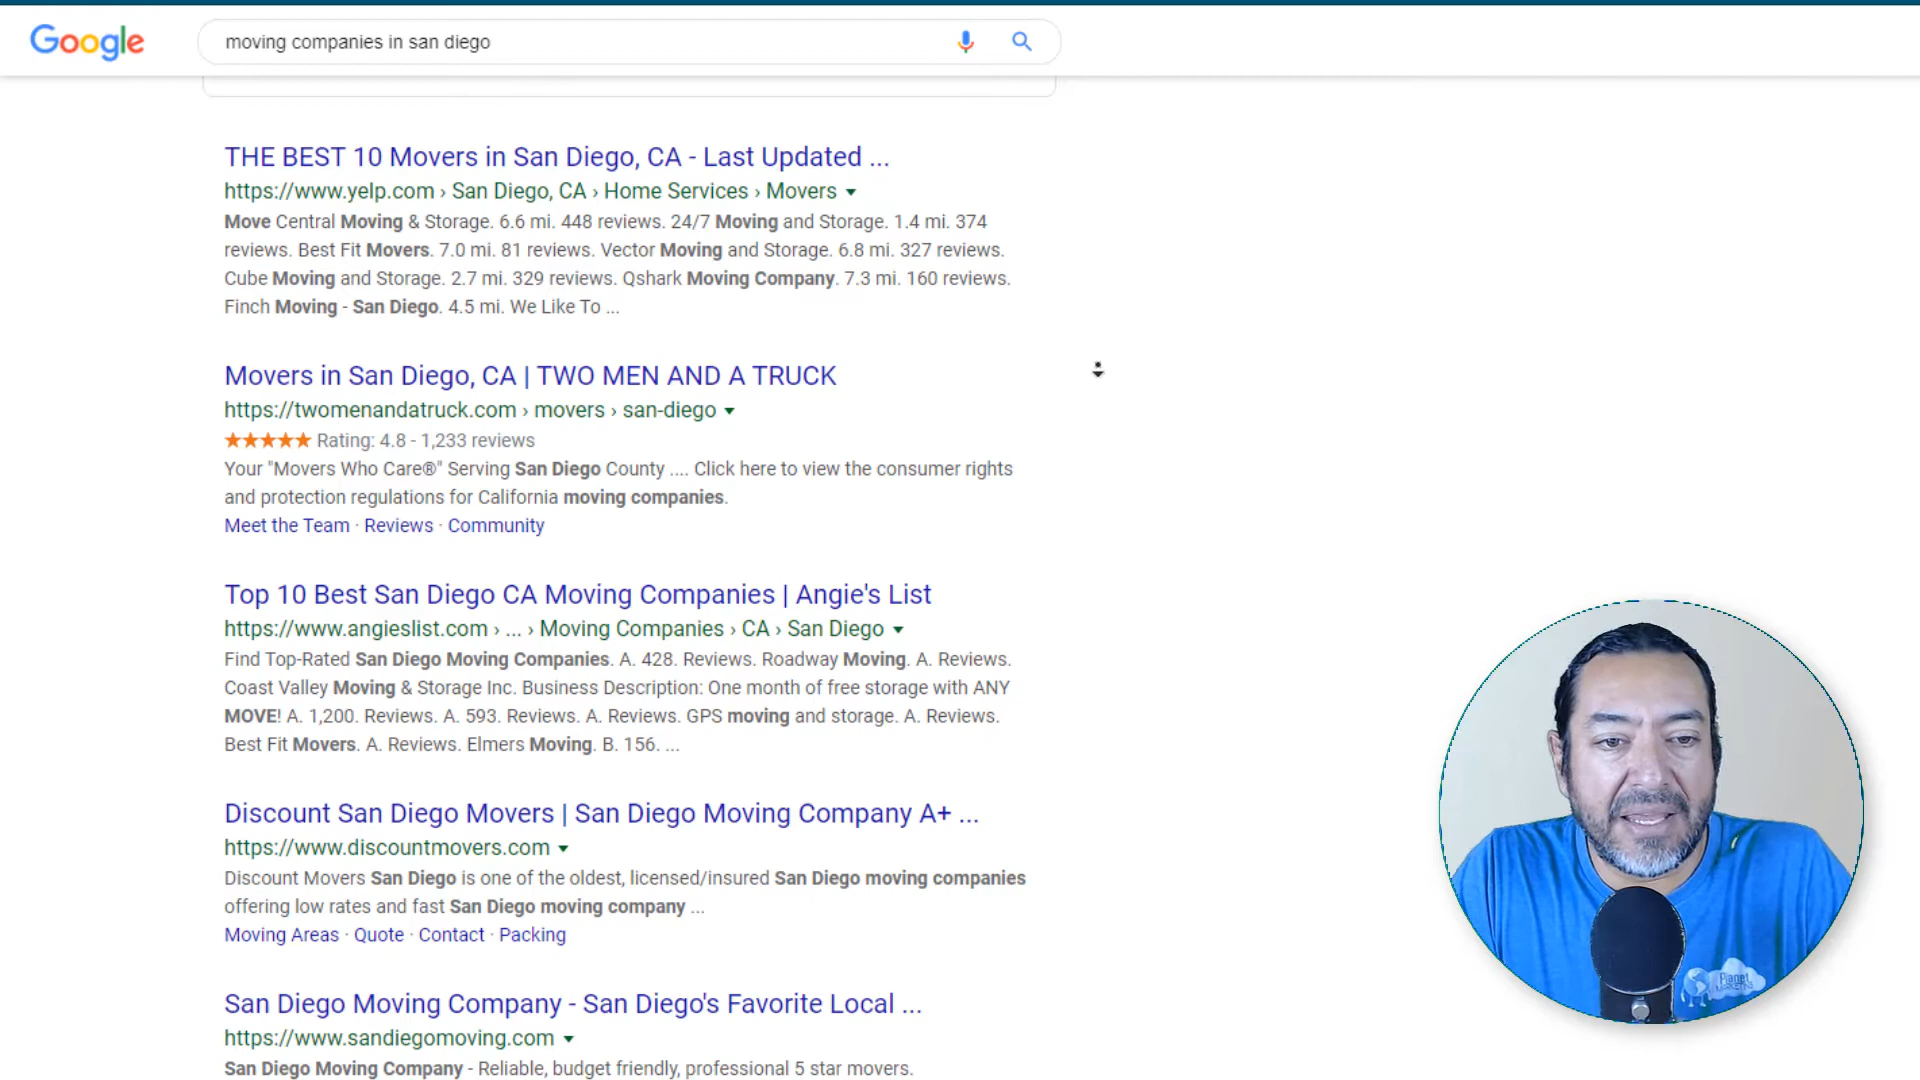 Google
moving companies in san diego
THE BEST 10 Movers in San Diego, CA - Last Updated ...
https://www.yelp.com › San Diego, CA › Home Services › Movers
Move Central Moving & Storage. 6.6 mi. 448 reviews. 24/7 Moving and Storage. 1.4 mi. 374
reviews. Best Fit Movers. 7.0 mi. 81 reviews. Vector Moving and Storage. 6.8 mi. 327 reviews.
Cube Moving and Storage. 2.7 mi. 329 reviews. Qshark Moving Company. 7.3 mi. 160 reviews.
Finch Moving - San Diego. 4.5 mi. We Like To ...
Movers in San Diego, CA | TWO MEN AND A TRUCK
https://twomenandatruck.com › movers › san-diego
Rating: 4.8 - 1,233 reviews
Your "Movers Who Care®" Serving San Diego County .... Click here to view the consumer rights
and protection regulations for California moving companies.
Meet the Team · Reviews · Community
Top 10 Best San Diego CA Moving Companies | Angie's List
https://www.angieslist.com › ... › Moving Companies › CA › San Diego
Find Top-Rated San Diego Moving Companies. A. 428. Reviews. Roadway Moving. A. Reviews.
Coast Valley Moving & Storage Inc. Business Description: One month of free storage with ANY
MOVE! A. 1,200. Reviews. A. 593. Reviews. A. Reviews. GPS moving and storage. A. Reviews.
Best Fit Movers. A. Reviews. Elmers Moving. B. 156. ...
Discount San Diego Movers | San Diego Moving Company A+ ...
https://www.discountmovers.com
Discount Movers San Diego is one of the oldest, licensed/insured San Diego moving companies
offering low rates and fast San Diego moving company ...
Moving Areas · Quote · Contact · Packing
San Diego Moving Company - San Diego's Favorite Local ...
https://www.sandiegomoving.com
San Diego Moving Company - Reliable, budget friendly, professional 5 star movers.
Planet